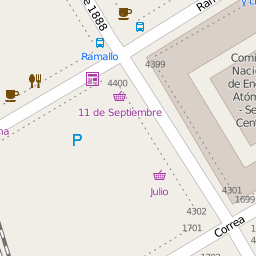 e 1888
Ramallo
4400
4399
11 de Septiembre
Comi
Nacio
de En
Atóm
- Se
Cent
P
Julio
4301
1699
4302
1701
Correa